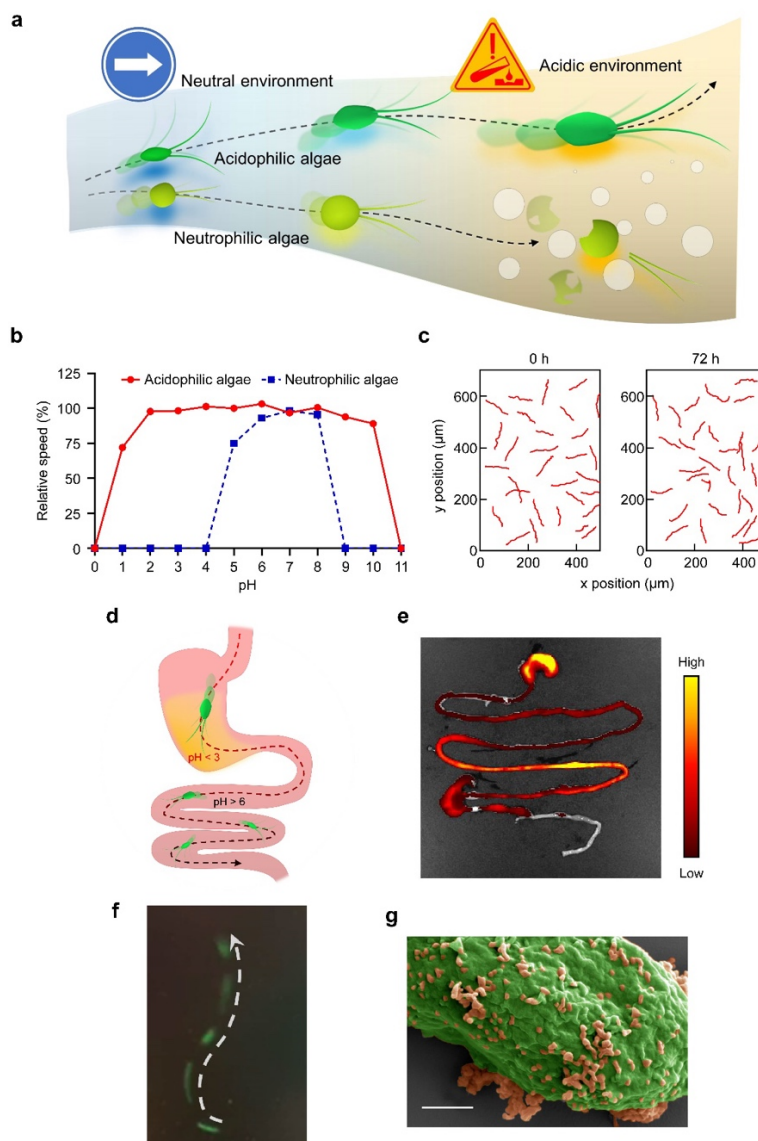 a
Neutral environment
Acidic environment
Acidophilic algae
Neutrophilic algae
b
Acidophilic algae
Neutrophilic algae
Relative speed (%)
125
100
75
50
25
0
0 1 2 3 4 5 6 7 8 9 10 11
pH
c
0 h
72 h
y position (µm)
600
400
200
0
600
400
200
0
0 200 400
0 200 400
x position (µm)
d
pH < 3
pH > 6
e
High
Low
f
g